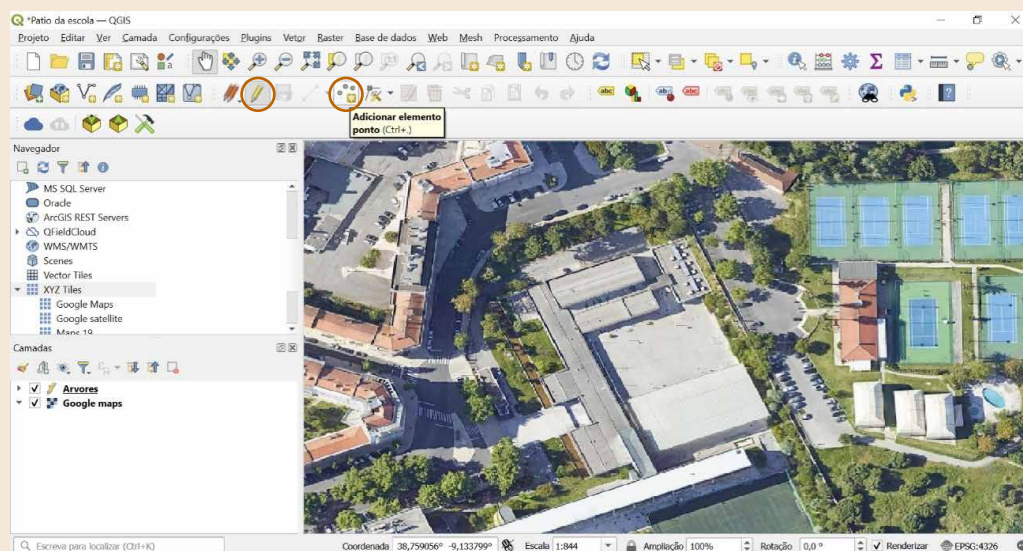 *Patio da escola — QGIS
Projeto Editar Ver Camada Configurações Plugins Vetor Raster Base de dados Web Mesh Processamento Ajuda
abc abc abc
Adicionar elemento
ponto (Ctrl+.)
Navegador
MS SQL Server
Oracle
ArcGIS REST Servers
QFieldCloud
WMS/WMTS
Scenes
Vector Tiles
XYZ Tiles
Google Maps
Google satellite
Maps 19
Camadas
Arvores
Google maps
Escreva para localizar (Ctrl+K) Coordenada 38,759056° -9,133799° Escala 1:844 Ampliação 100% Rotação 0,0 ° Renderizar EPSG:4326